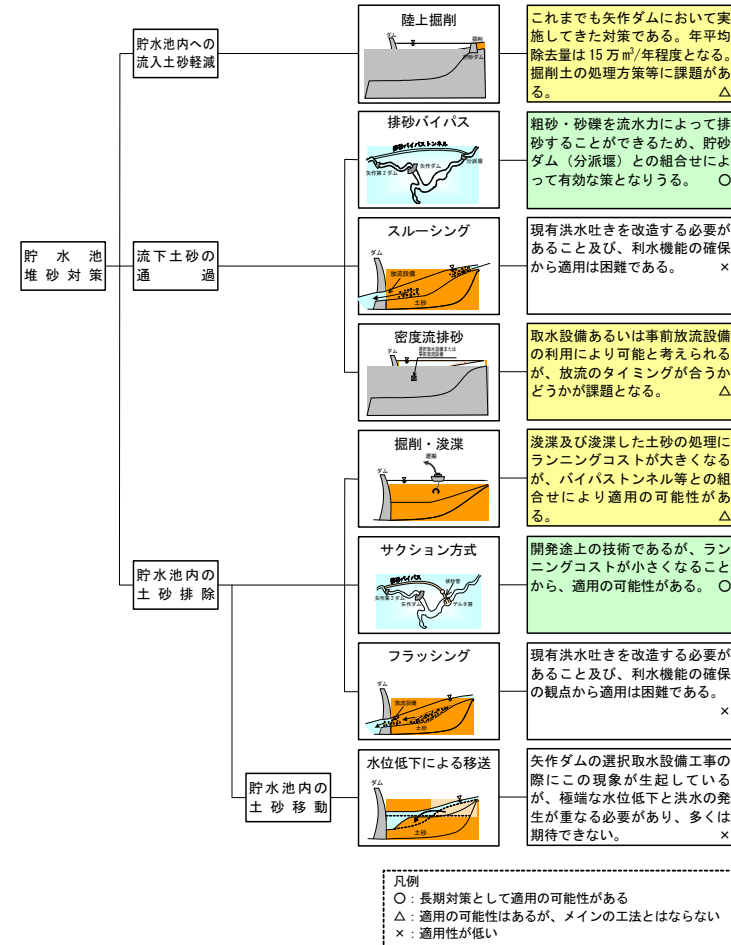 貯水池堆砂対策
貯水池内への
流入土砂軽減
流下土砂の
通過
貯水池内の
土砂排除
貯水池内の
土砂移動
陸上掘削
ダム
掘削
貯砂ダム
これまでも矢作ダムにおいて実
施してきた対策である。年平均
除去量は15万㎥/年程度となる。
掘削土の処理方策等に課題があ
る。 △
排砂バイパス
排砂バイパストンネル
矢作ダム
分派堰
矢作第2ダム
粗砂・砂礫を流水力によって排
砂することができるため、貯砂
ダム(分派堰)との組合せによ
って有効な策となりうる。 ○
スルーシング
ダム
放流設備
土砂
現有洪水吐きを改造する必要が
あること及び、利水機能の確保
から適用は困難である。 ×
密度流排砂
ダム
選択取水設備または
事前放流設備
取水設備あるいは事前放流設備
の利用により可能と考えられる
が、放流のタイミングが合うか
どうかが課題となる。 △
掘削・浚渫
運搬
ダム
浚渫及び浚渫した土砂の処理に
ランニングコストが大きくなる
が、バイパストンネル等との組
合せにより適用の可能性があ
る。 △
サクション方式
排砂バイパス
排砂管
矢作第2ダム
矢作ダム
デルタ肩
開発途上の技術であるが、ラン
ニングコストが小さくなること
から、適用の可能性がある。 ○
フラッシング
ダム
放流設備
土砂
現有洪水吐きを改造する必要が
あること及び、利水機能の確保
の観点から適用は困難である。
×
水位低下による移送
ダム
土砂
矢作ダムの選択取水設備工事の
際にこの現象が生起している
が、極端な水位低下と洪水の発
生が重なる必要があり、多くは
期待できない。 ×
凡例
○:長期対策として適用の可能性がある
△:適用の可能性はあるが、メインの工法とはならない
×:適用性が低い